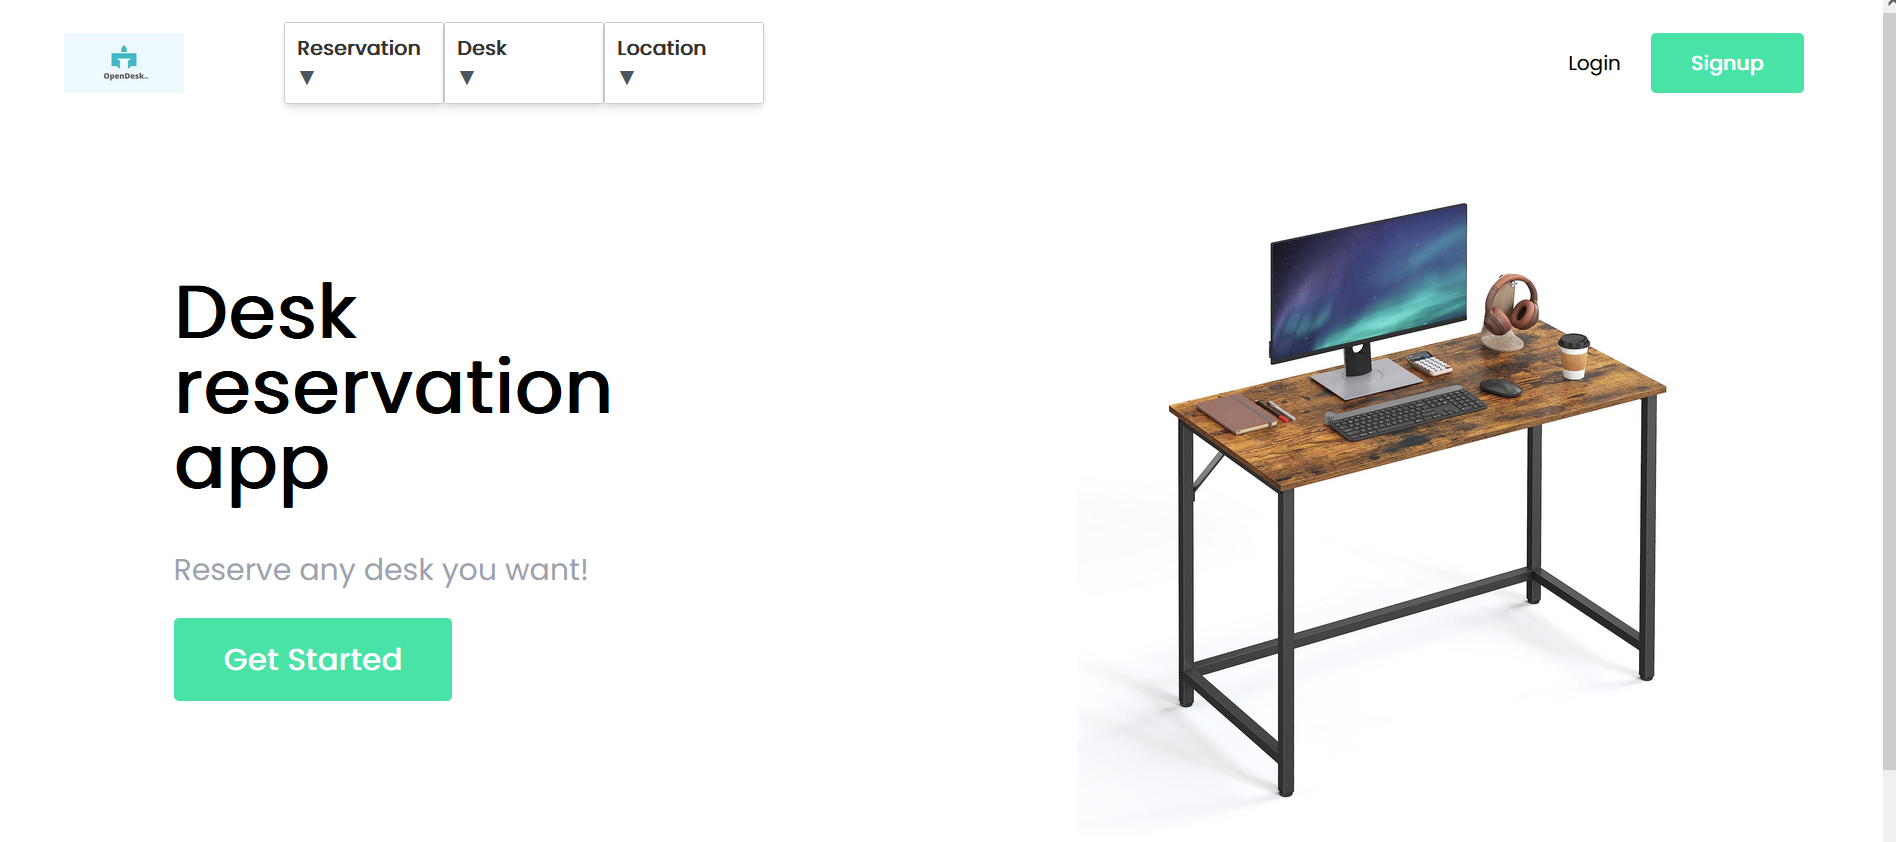 OpenDesk..
Reservation
▼
Desk
▼
Location
▼
Login
Signup
Desk
reservation
app
Reserve any desk you want!
Get Started